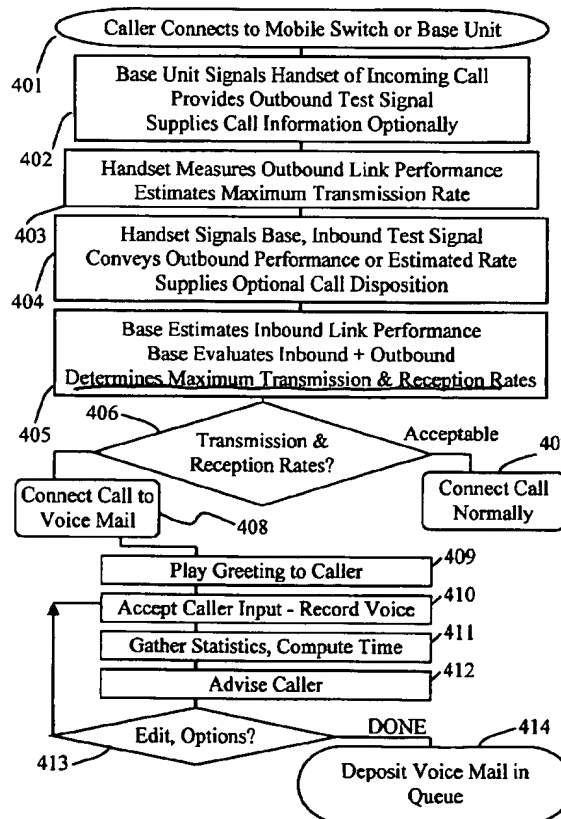 Caller Connects to Mobile Switch or Base Unit
401
Base Unit Signals Handset of Incoming Call
Provides Outbound Test Signal
Supplies Call Information Optionally
402
Handset Measures Outbound Link Performance
Estimates Maximum Transmission Rate
403
Handset Signals Base, Inbound Test Signal
Conveys Outbound Performance or Estimated Rate
Supplies Optional Call Disposition
404
Base Estimates Inbound Link Performance
Base Evaluates Inbound + Outbound
Determines Maximum Transmission & Reception Rates
405
406
Transmission &
Reception Rates?
Acceptable
40
Connect Call
Normally
Connect Call to
Voice Mail
408
409
Play Greeting to Caller
410
Accept Caller Input - Record Voice
411
Gather Statistics, Compute Time
412
Advise Caller
Edit, Options?
413
DONE
414
Deposit Voice Mail in
Queue